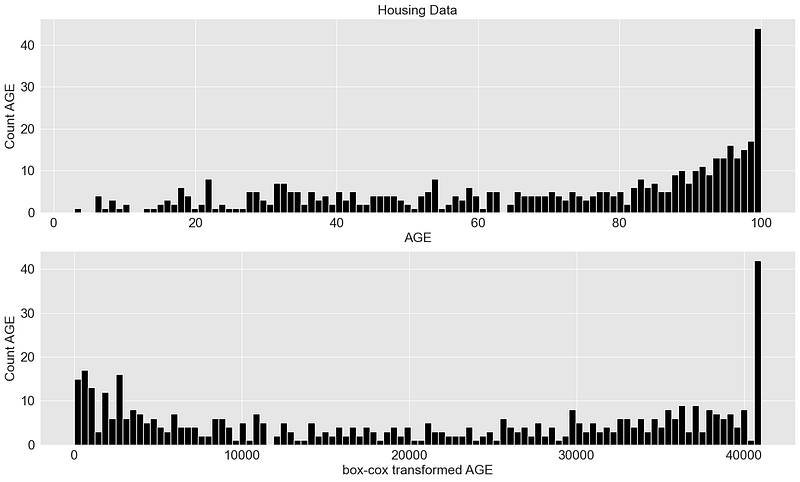 Housing Data
Count AGE
40
30
20
10
0
0 20 40 60 80 100
AGE
Count AGE
40
30
20
10
0
0 10000 20000 30000 40000
box-cox transformed AGE